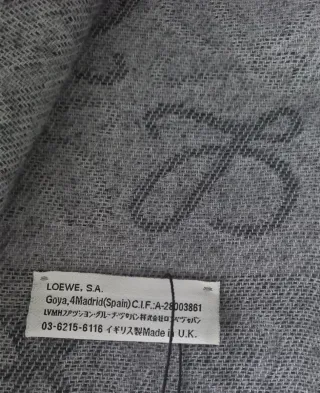 LOEWE, S.A.
Goya,4Madrid(Spain)C.I.F.:A-28003861
LVMHファッション・グループ・ジャパン株式会社ロエベジャパン
03-6215-6116 イギリス製Made in U.K.